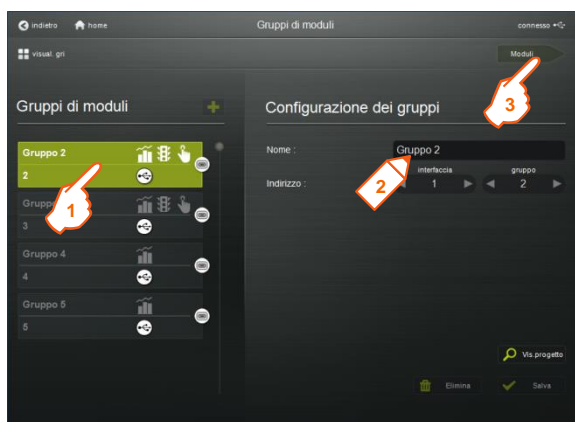 indietro home Gruppi di moduli connesso
visual. gri Moduli
Gruppi di moduli + Configurazione dei gruppi
3
Gruppo 2
2
Nome : Gruppo 2
interfaccia gruppo
Indirizzo : 1 2
2
1
Gruppo
3
Gruppo 4
4
Gruppo 5
5
Vis.progetto
Elimina Salva